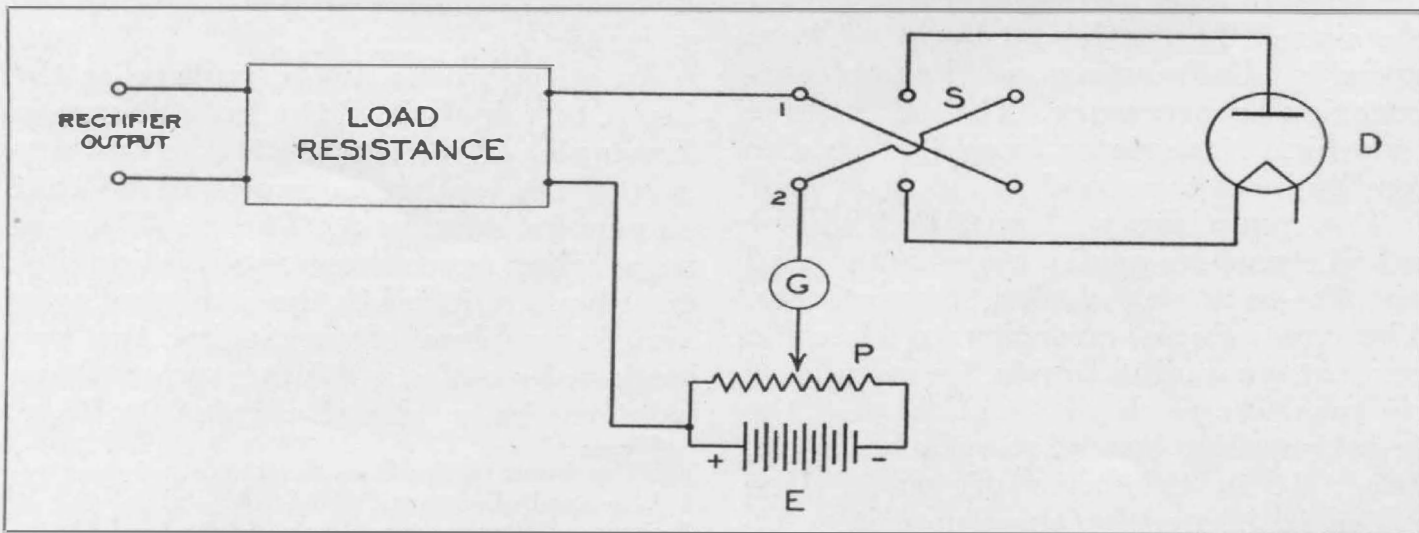 RECTIFIER
OUTPUT
LOAD
RESISTANCE
1
S
D
2
G
P
+ -
E